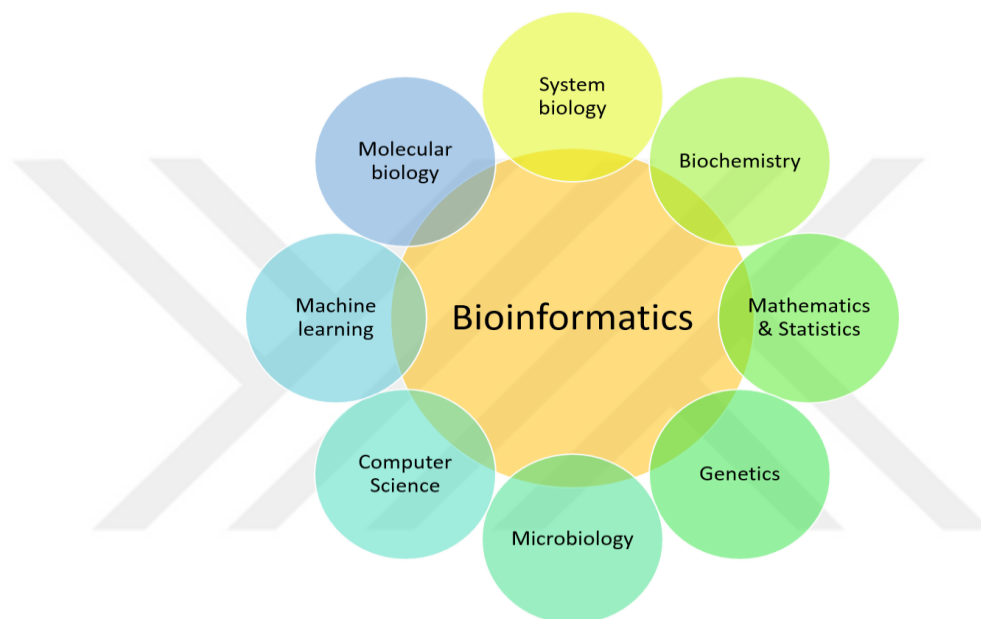 System
biology
Biochemistry
Mathematics
& Statistics
Genetics
Microbiology
Computer
Science
Machine
learning
Molecular
biology
Bioinformatics